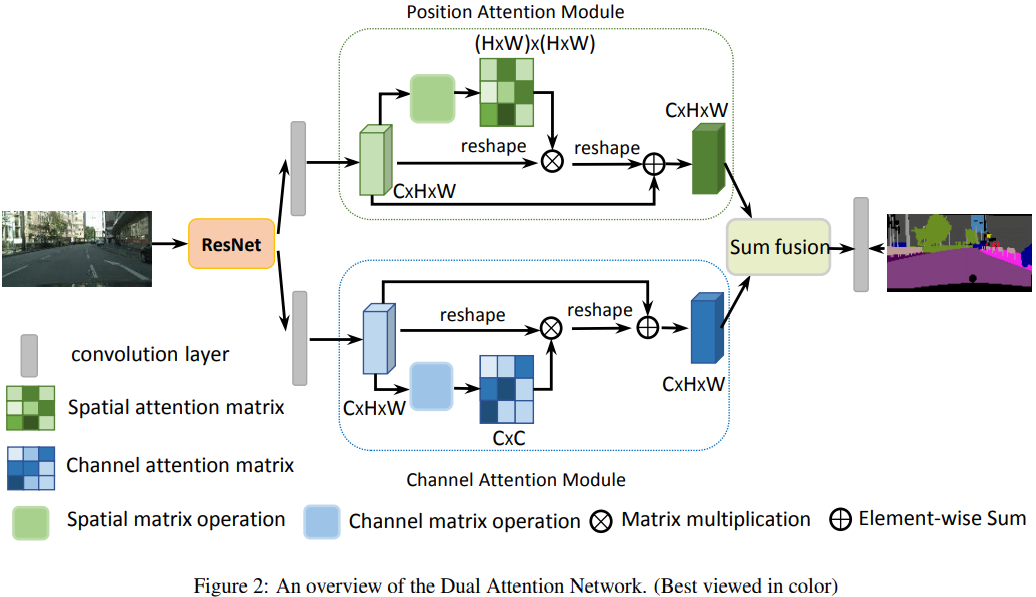 Position Attention Module
(HxW)x(HxW)
CxHxW
reshape
reshape
CxHxW
ResNet
Sum fusion
reshape
reshape
CxHxW
CxHxW
CxC
Channel Attention Module
convolution layer
Spatial attention matrix
Channel attention matrix
Spatial matrix operation
Channel matrix operation
Matrix multiplication
Element-wise Sum
Figure 2: An overview of the Dual Attention Network. (Best viewed in color)